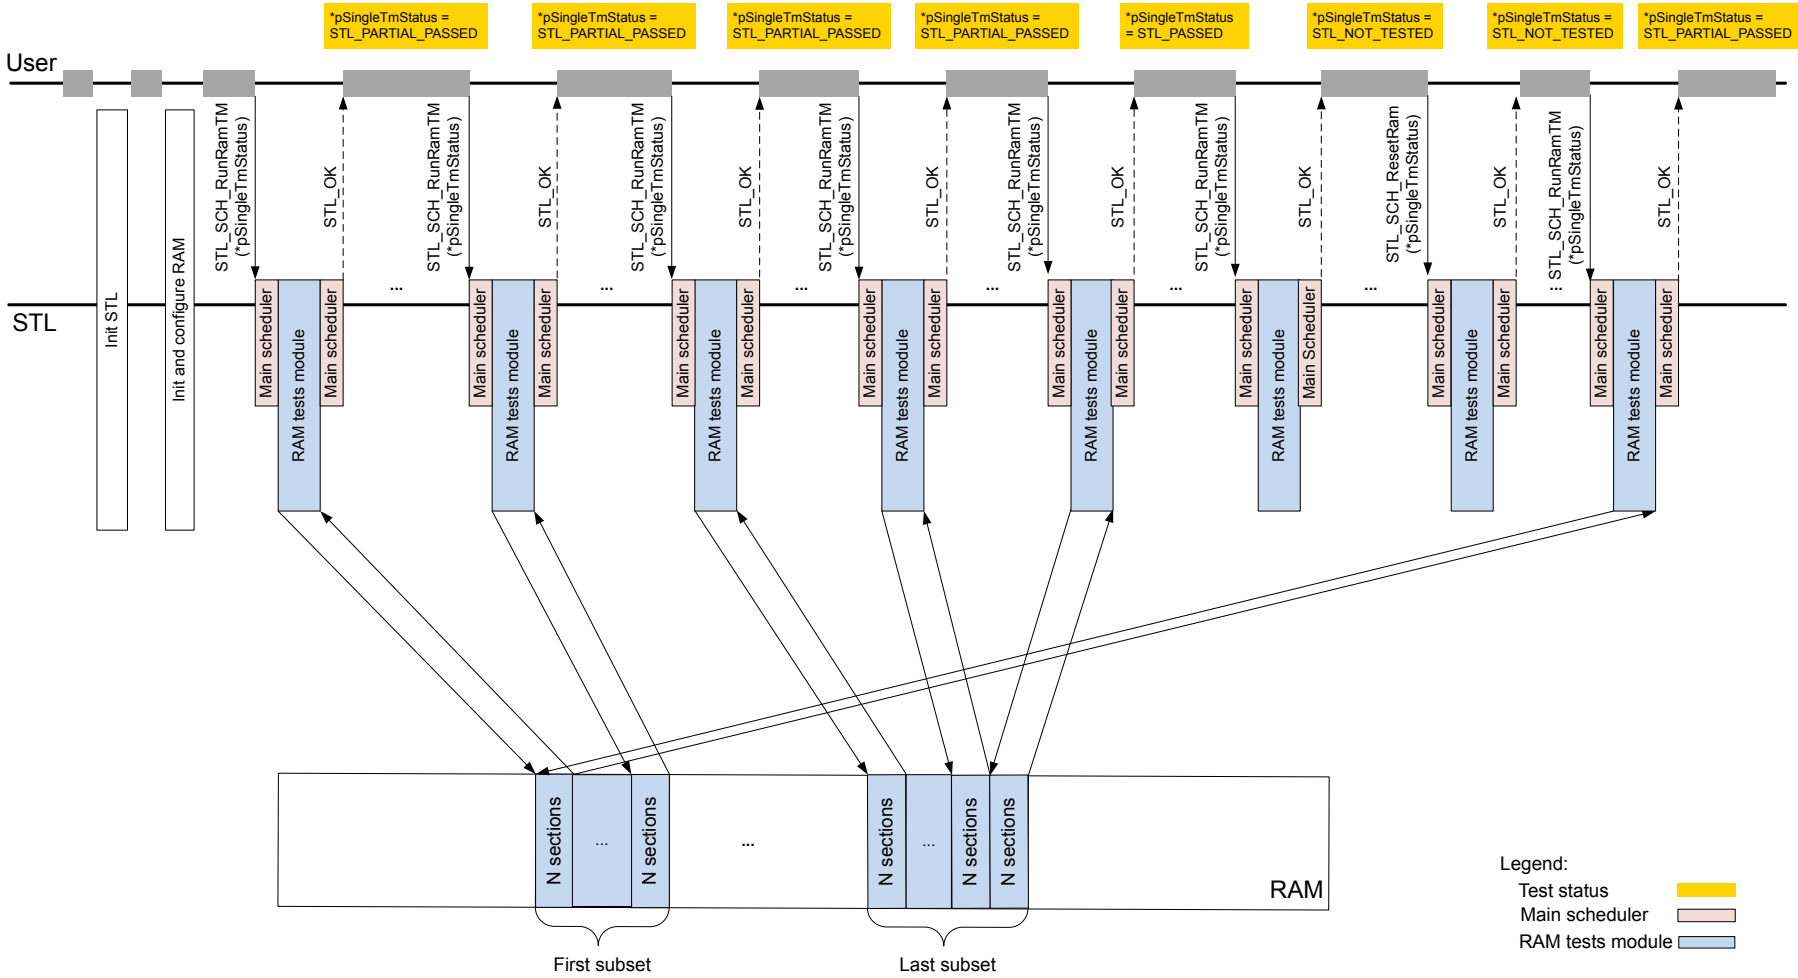 *pSingleTmStatus =
STL_PARTIAL_PASSED
*pSingleTmStatus =
STL_PARTIAL_PASSED
*pSingleTmStatus =
STL_PARTIAL_PASSED
*pSingleTmStatus =
STL_PARTIAL_PASSED
*pSingleTmStatus
= STL_PASSED
*pSingleTmStatus =
STL_NOT_TESTED
*pSingleTmStatus =
STL_NOT_TESTED
*pSingleTmStatus =
STL_PARTIAL_PASSED
User
STL_SCH_RunRamTM
(*pSingleTmStatus)
STL_OK
STL_SCH_RunRamTM
(*pSingleTmStatus)
STL_OK
STL_SCH_RunRamTM
(*pSingleTmStatus)
STL_OK
STL_SCH_RunRamTM
(*pSingleTmStatus)
STL_OK
STL_SCH_RunRamTM
(*pSingleTmStatus)
STL_OK
STL_SCH_RunRamTM
(*pSingleTmStatus)
STL_OK
STL_SCH_ResetRam
(*pSingleTmStatus)
STL_OK
STL_SCH_RunRamTM
(*pSingleTmStatus)
STL_OK
... ... ... ... ... ... ...
STL
Init STL
Init and configure RAM
Main scheduler
RAM tests module
Main scheduler
Main scheduler
RAM tests module
Main scheduler
Main scheduler
RAM tests module
Main scheduler
Main scheduler
RAM tests module
Main scheduler
Main scheduler
RAM tests module
Main scheduler
Main scheduler
RAM tests module
Main Scheduler
Main scheduler
RAM tests module
Main scheduler
Main scheduler
RAM tests module
Main scheduler
N sections
...
N sections
...
N sections
...
N sections
N sections
RAM
First subset
Last subset
Legend:
Test status
Main scheduler
RAM tests module